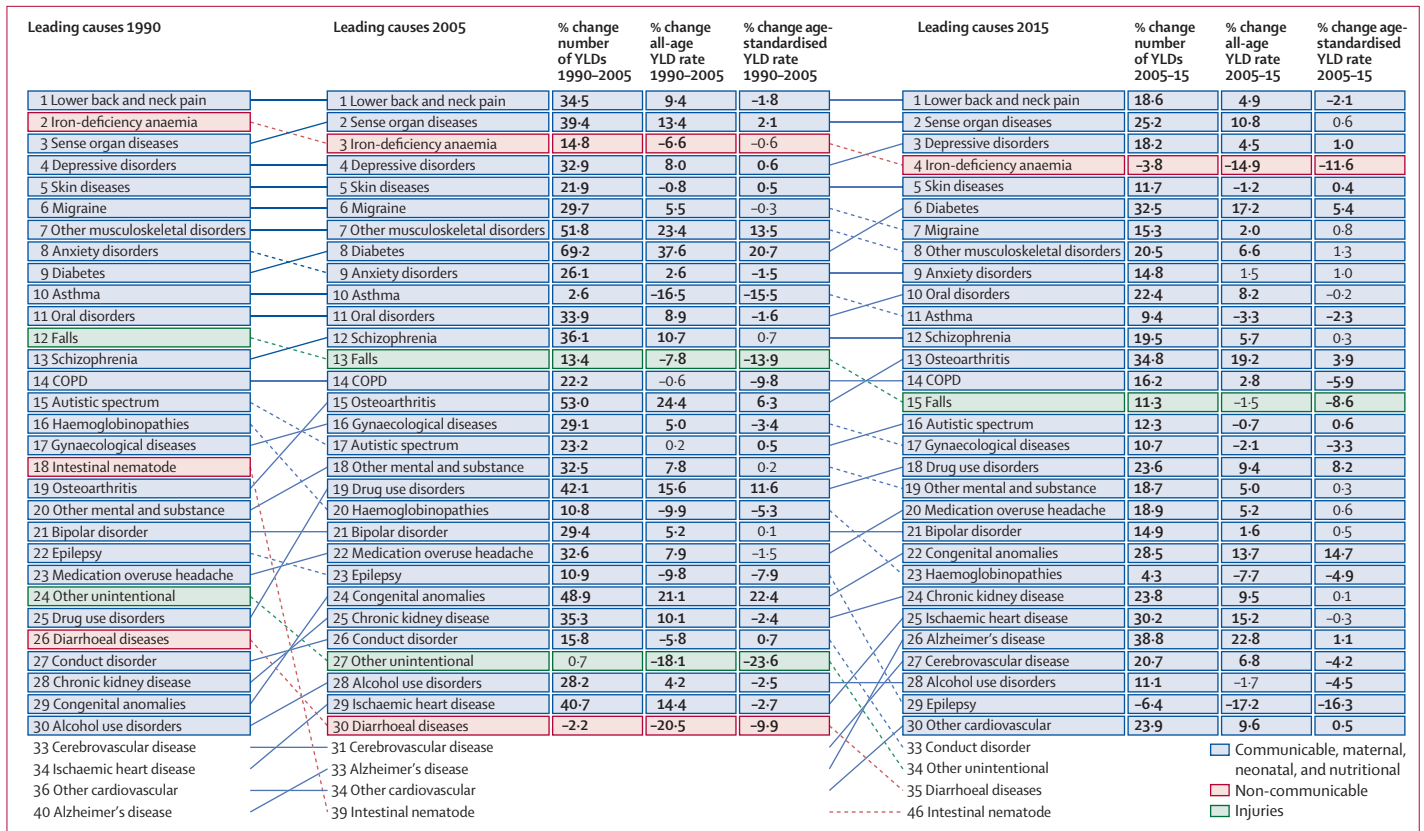 Leading causes 1990
Leading causes 2005
% change
number
of YLDs
1990–2005
% change
all-age
YLD rate
1990–2005
% change age-
standardised
YLD rate
1990–2005
Leading causes 2015
% change
number
of YLDs
2005–15
% change
all-age
YLD rate
2005–15
% change age-
standardised
YLD rate
2005–15
1 Lower back and neck pain
2 Iron-deficiency anaemia
3 Sense organ diseases
4 Depressive disorders
5 Skin diseases
6 Migraine
7 Other musculoskeletal disorders
8 Anxiety disorders
9 Diabetes
10 Asthma
11 Oral disorders
12 Falls
13 Schizophrenia
14 COPD
15 Autistic spectrum
16 Haemoglobinopathies
17 Gynaecological diseases
18 Intestinal nematode
19 Osteoarthritis
20 Other mental and substance
21 Bipolar disorder
22 Epilepsy
23 Medication overuse headache
24 Other unintentional
25 Drug use disorders
26 Diarrhoeal diseases
27 Conduct disorder
28 Chronic kidney disease
29 Congenital anomalies
30 Alcohol use disorders
33 Cerebrovascular disease
34 Ischaemic heart disease
36 Other cardiovascular
40 Alzheimer's disease
1 Lower back and neck pain 34·5 9·4 –1·8
2 Sense organ diseases 39·4 13·4 2·1
3 Iron-deficiency anaemia 14·8 –6·6 –0·6
4 Depressive disorders 32·9 8·0 0·6
5 Skin diseases 21·9 –0·8 0·5
6 Migraine 29·7 5·5 –0·3
7 Other musculoskeletal disorders 51·8 23·4 13·5
8 Diabetes 69·2 37·6 20·7
9 Anxiety disorders 26·1 2·6 –1·5
10 Asthma 2·6 –16·5 –15·5
11 Oral disorders 33·9 8·9 –1·6
12 Schizophrenia 36·1 10·7 0·7
13 Falls 13·4 –7·8 –13·9
14 COPD 22·2 –0·6 –9·8
15 Osteoarthritis 53·0 24·4 6·3
16 Gynaecological diseases 29·1 5·0 –3·4
17 Autistic spectrum 23·2 0·2 0·5
18 Other mental and substance 32·5 7·8 0·2
19 Drug use disorders 42·1 15·6 11·6
20 Haemoglobinopathies 10·8 –9·9 –5·3
21 Bipolar disorder 29·4 5·2 0·1
22 Medication overuse headache 32·6 7·9 –1·5
23 Epilepsy 10·9 –9·8 –7·9
24 Congenital anomalies 48·9 21·1 22·4
25 Chronic kidney disease 35·3 10·1 –2·4
26 Conduct disorder 15·8 –5·8 0·7
27 Other unintentional 0·7 –18·1 –23·6
28 Alcohol use disorders 28·2 4·2 –2·5
29 Ischaemic heart disease 40·7 14·4 –2·7
30 Diarrhoeal diseases –2·2 –20·5 –9·9
31 Cerebrovascular disease
33 Alzheimer's disease
34 Other cardiovascular
39 Intestinal nematode
1 Lower back and neck pain 18·6 4·9 –2·1
2 Sense organ diseases 25·2 10·8 0·6
3 Depressive disorders 18·2 4·5 1·0
4 Iron-deficiency anaemia –3·8 –14·9 –11·6
5 Skin diseases 11·7 –1·2 0·4
6 Diabetes 32·5 17·2 5·4
7 Migraine 15·3 2·0 0·8
8 Other musculoskeletal disorders 20·5 6·6 1·3
9 Anxiety disorders 14·8 1·5 1·0
10 Oral disorders 22·4 8·2 –0·2
11 Asthma 9·4 –3·3 –2·3
12 Schizophrenia 19·5 5·7 0·3
13 Osteoarthritis 34·8 19·2 3·9
14 COPD 16·2 2·8 –5·9
15 Falls 11·3 –1·5 –8·6
16 Autistic spectrum 12·3 –0·7 0·6
17 Gynaecological diseases 10·7 –2·1 –3·3
18 Drug use disorders 23·6 9·4 8·2
19 Other mental and substance 18·7 5·0 0·3
20 Medication overuse headache 18·9 5·2 0·6
21 Bipolar disorder 14·9 1·6 0·5
22 Congenital anomalies 28·5 13·7 14·7
23 Haemoglobinopathies 4·3 –7·7 –4·9
24 Chronic kidney disease 23·8 9·5 0·1
25 Ischaemic heart disease 30·2 15·2 –0·3
26 Alzheimer's disease 38·8 22·8 1·1
27 Cerebrovascular disease 20·7 6·8 –4·2
28 Alcohol use disorders 11·1 –1·7 –4·5
29 Epilepsy –6·4 –17·2 –16·3
30 Other cardiovascular 23·9 9·6 0·5
33 Conduct disorder
34 Other unintentional
35 Diarrhoeal diseases
46 Intestinal nematode
Communicable, maternal,
neonatal, and nutritional
Non-communicable
Injuries